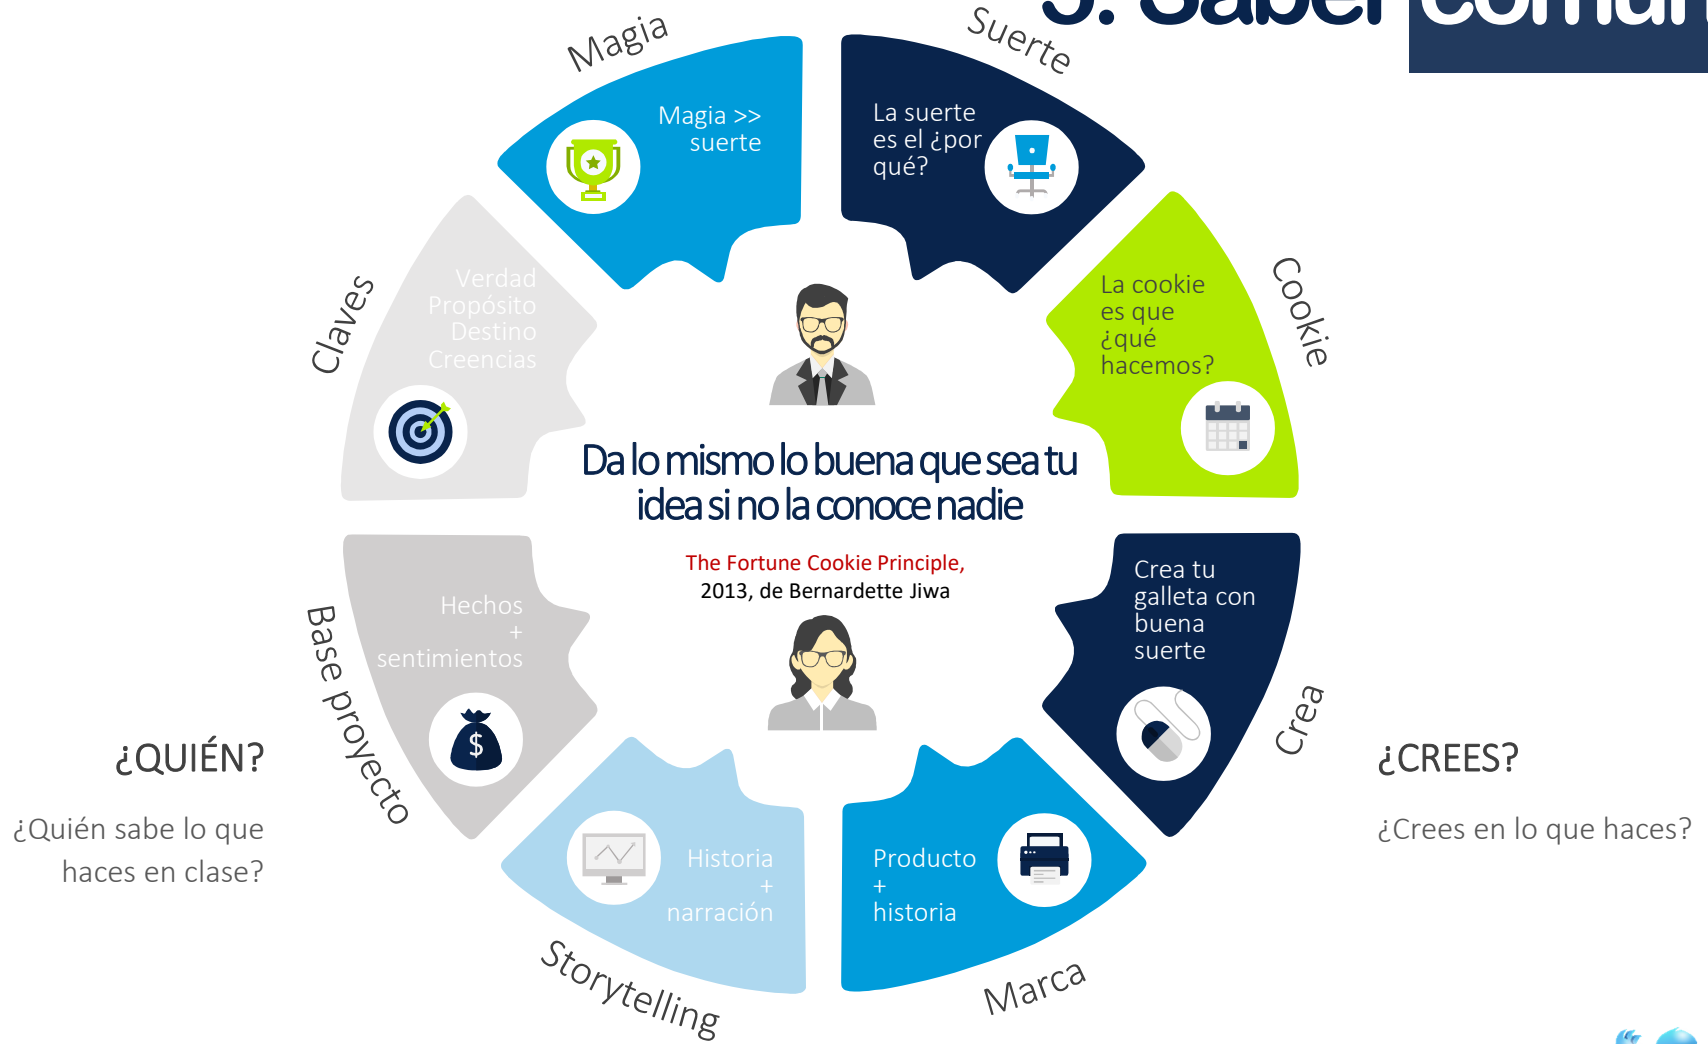 5. Saber comun
Magia
Magia >>
suerte
Suerte
La suerte
es el ¿por
qué?
Cookie
La cookie
es que
¿qué
hacemos?
Claves
Verdad
Propósito
Destino
Creencias
Da lo mismo lo buena que sea tu
idea si no la conoce nadie
The Fortune Cookie Principle,
2013, de Bernardette Jiwa
Base proyecto
Hechos
+
sentimientos
$
Crea tu
galleta con
buena
suerte
Crea
Storytelling
Historia
+
narración
Producto
+
historia
Marca
¿QUIÉN?
¿Quién sabe lo que
haces en clase?
¿CREES?
¿Crees en lo que haces?